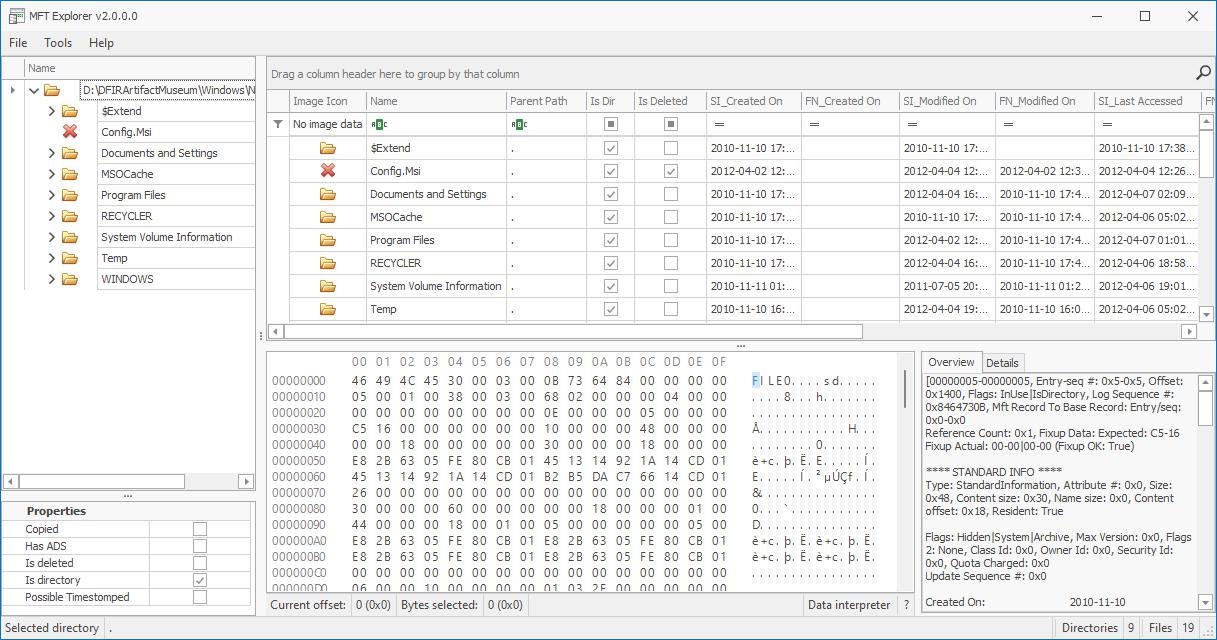 MFT Explorer v2.0.0.0
File Tools Help
Name
D:\DFIRArtifactMuseum\Windows\N
$Extend
Config.Msi
Documents and Settings
MSOCache
Program Files
RECYCLER
System Volume Information
Temp
WINDOWS
Properties
Copied
Has ADS
Is deleted
Is directory
Possible Timestomped
Drag a column header here to group by that column
Image Icon Name Parent Path Is Dir Is Deleted SI_Created On FN_Created On SI_Modified On FN_Modified On SI_Last Accessed FN
No image data ABC ABC = = = = =
$Extend . 2010-11-10 17:... 2010-11-10 17:... 2010-11-10 17:38...
Config.Msi . 2012-04-02 12:... 2012-04-04 12:... 2012-04-02 12:3... 2012-04-04 12:26...
Documents and Settings . 2010-11-10 17:... 2012-04-04 16:... 2010-11-10 17:4... 2012-04-07 02:09...
MSOCache . 2010-11-10 17:... 2010-11-10 17:... 2010-11-10 17:4... 2012-04-06 05:02...
Program Files . 2010-11-10 17:... 2012-04-02 12:... 2010-11-10 17:4... 2012-04-07 01:01...
RECYCLER . 2010-11-10 17:... 2012-04-04 16:... 2010-11-10 17:4... 2012-04-06 18:58...
System Volume Information . 2010-11-11 01:... 2011-07-05 20:... 2010-11-11 01:2... 2012-04-06 19:01...
Temp . 2010-11-10 16:... 2012-04-04 19:... 2010-11-10 16:0... 2012-04-06 05:02...
00 01 02 03 04 05 06 07 08 09 0A 0B 0C 0D 0E 0F
00000000 46 49 4C 45 30 00 03 00 0B 73 64 84 00 00 00 00 FILE0....sd.....
00000010 05 00 01 00 38 00 03 00 68 02 00 00 00 04 00 00 ....8...h.......
00000020 00 00 00 00 00 00 00 00 0E 00 00 00 05 00 00 00 ................
00000030 C5 16 00 00 00 00 00 00 10 00 00 00 48 00 00 00 Å...........H...
00000040 00 00 18 00 00 00 00 00 30 00 00 00 18 00 00 00 ........0.......
00000050 E8 2B 63 05 FE 80 CB 01 45 13 14 92 1A 14 CD 01 è+c.þ.Ë.E.....Í.
00000060 45 13 14 92 1A 14 CD 01 B2 B5 DA C7 66 14 CD 01 E.....Í.²µÚÇf.Í.
00000070 26 00 00 00 00 00 00 00 00 00 00 00 00 00 00 00 &...............
00000080 30 00 00 00 60 00 00 00 00 00 18 00 00 00 01 00 0...`...........
00000090 44 00 00 00 18 00 01 00 05 00 00 00 00 00 05 00 D...............
000000A0 E8 2B 63 05 FE 80 CB 01 E8 2B 63 05 FE 80 CB 01 è+c.þ.Ë.è+c.þ.Ë.
000000B0 E8 2B 63 05 FE 80 CB 01 E8 2B 63 05 FE 80 CB 01 è+c.þ.Ë.è+c.þ.Ë.
000000C0 00 00 00 00 00 00 00 00 00 00 00 00 00 00 00 00 ................
Current offset: 0 (0x0) Bytes selected: 0 (0x0) Data interpreter ?
Overview Details
[00000005-00000005, Entry-seq #: 0x5-0x5, Offset:
0x1400, Flags: InUse|IsDirectory, Log Sequence #:
0x8464730B, Mft Record To Base Record: Entry/seq:
0x0-0x0
Reference Count: 0x1, Fixup Data: Expected: C5-16
Fixup Actual: 00-00|00-00 (Fixup OK: True)
**** STANDARD INFO ****
Type: StandardInformation, Attribute #: 0x0, Size:
0x48, Content size: 0x30, Name size: 0x0, Content
offset: 0x18, Resident: True
Flags: Hidden|System|Archive, Max Version: 0x0, Flags
2: None, Class Id: 0x0, Owner Id: 0x0, Security Id:
0x0, Quota Charged: 0x0
Update Sequence #: 0x0
Created On: 2010-11-10
Selected directory . Directories 9 Files 19